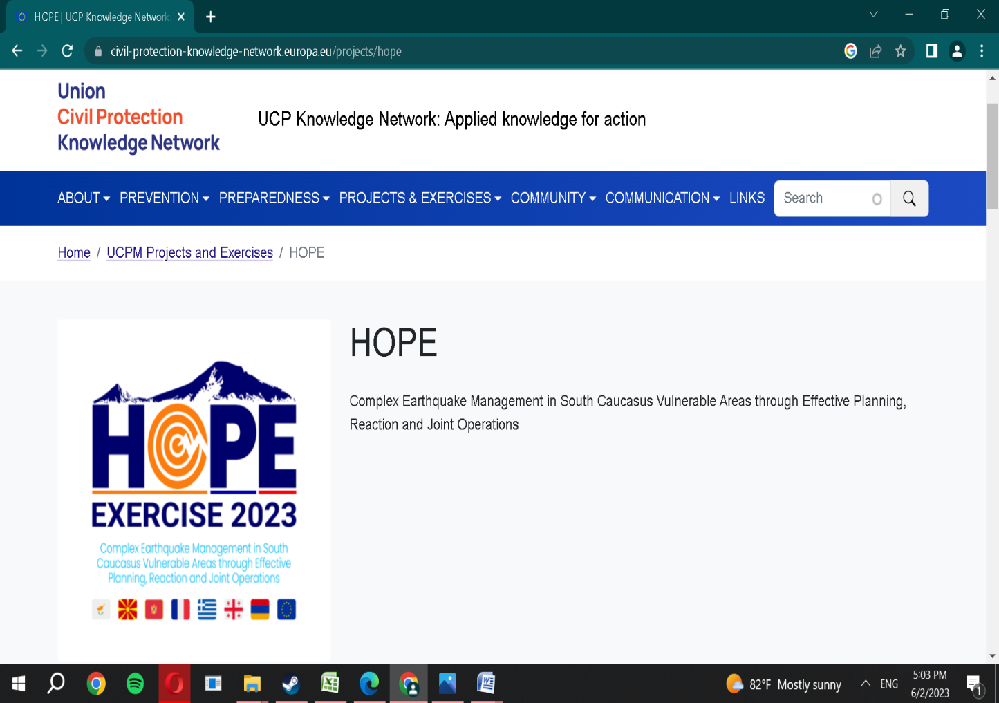 HOPE | UCP Knowledge Network
civil-protection-knowledge-network.europa.eu/projects/hope
Union
Civil Protection
Knowledge Network
UCP Knowledge Network: Applied knowledge for action
ABOUT PREVENTION PREPAREDNESS PROJECTS & EXERCISES COMMUNITY COMMUNICATION LINKS Search
Home / UCPM Projects and Exercises / HOPE
HOPE
Complex Earthquake Management in South Caucasus Vulnerable Areas through Effective Planning,
Reaction and Joint Operations
HOPE
EXERCISE 2023
Complex Earthquake Management in South
Caucasus Vulnerable Areas through Effective
Planning, Reaction and Joint Operations
82°F Mostly sunny ENG
5:03 PM
6/2/2023
1